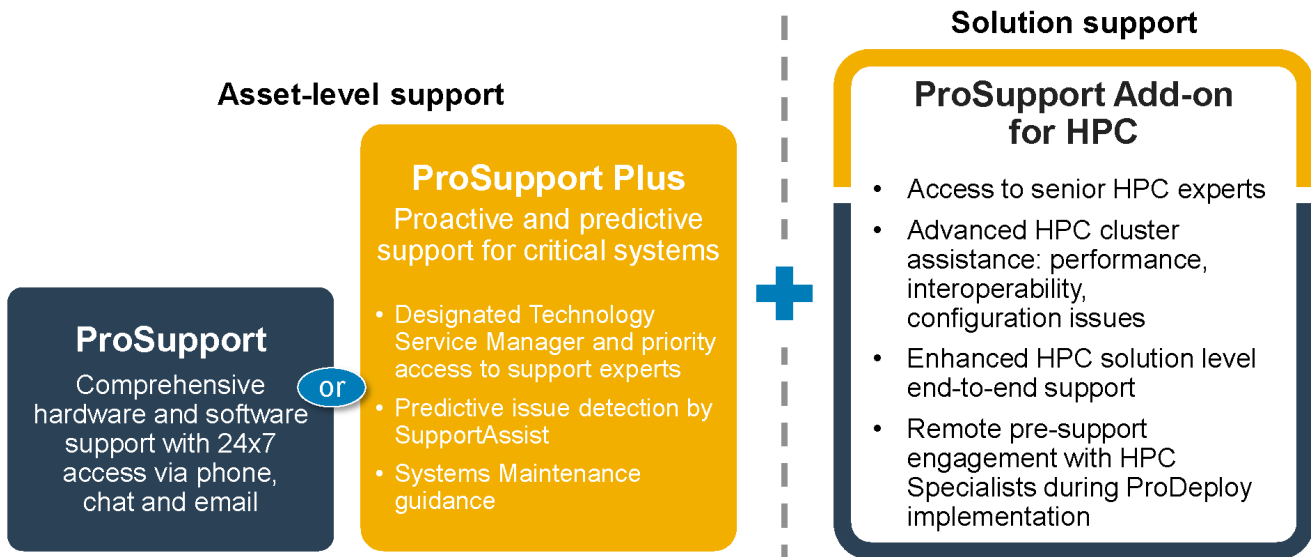 Asset-level support
ProSupport
Comprehensive
hardware and software
support with 24x7
access via phone,
chat and email
or
ProSupport Plus
Proactive and predictive
support for critical systems
• Designated Technology
Service Manager and priority
access to support experts
• Predictive issue detection by
SupportAssist
• Systems Maintenance
guidance
Solution support
ProSupport Add-on
for HPC
• Access to senior HPC experts
• Advanced HPC cluster
assistance: performance,
interoperability,
configuration issues
• Enhanced HPC solution level
end-to-end support
• Remote pre-support
engagement with HPC
Specialists during ProDeploy
implementation